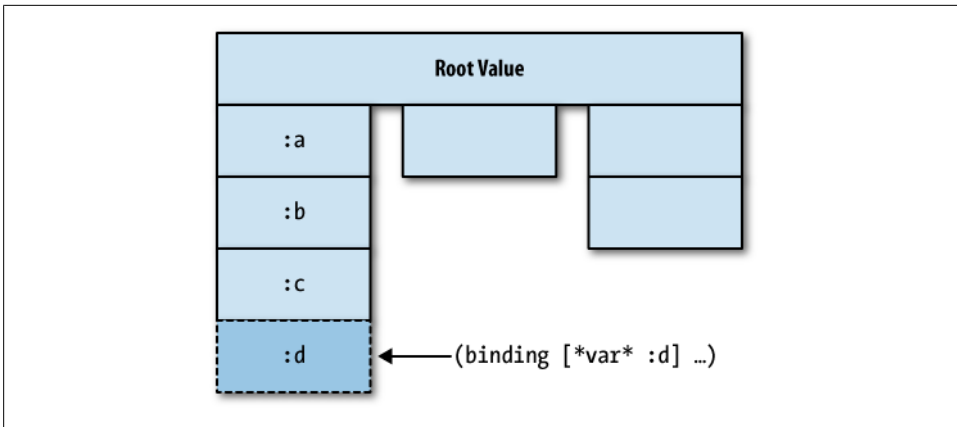 Root Value
:a
:b
:c
:d
(binding [*var* :d] …)